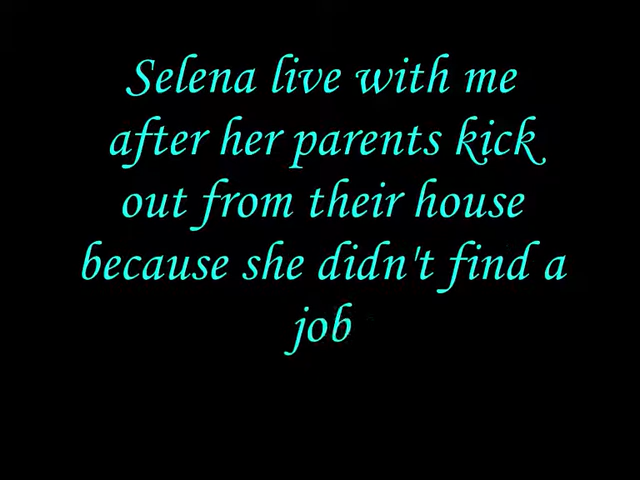 Selena live with me
after her parents kick
out from their house
because she didn't find a
job